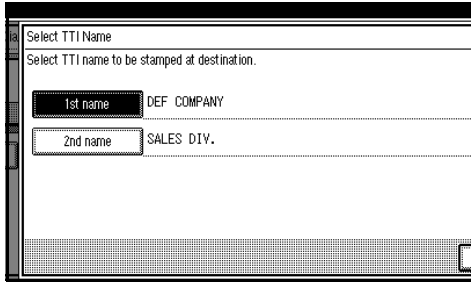 Select TTI Name
Select TTI name to be stamped at destination.
1st name DEF COMPANY
2nd name SALES DIV.